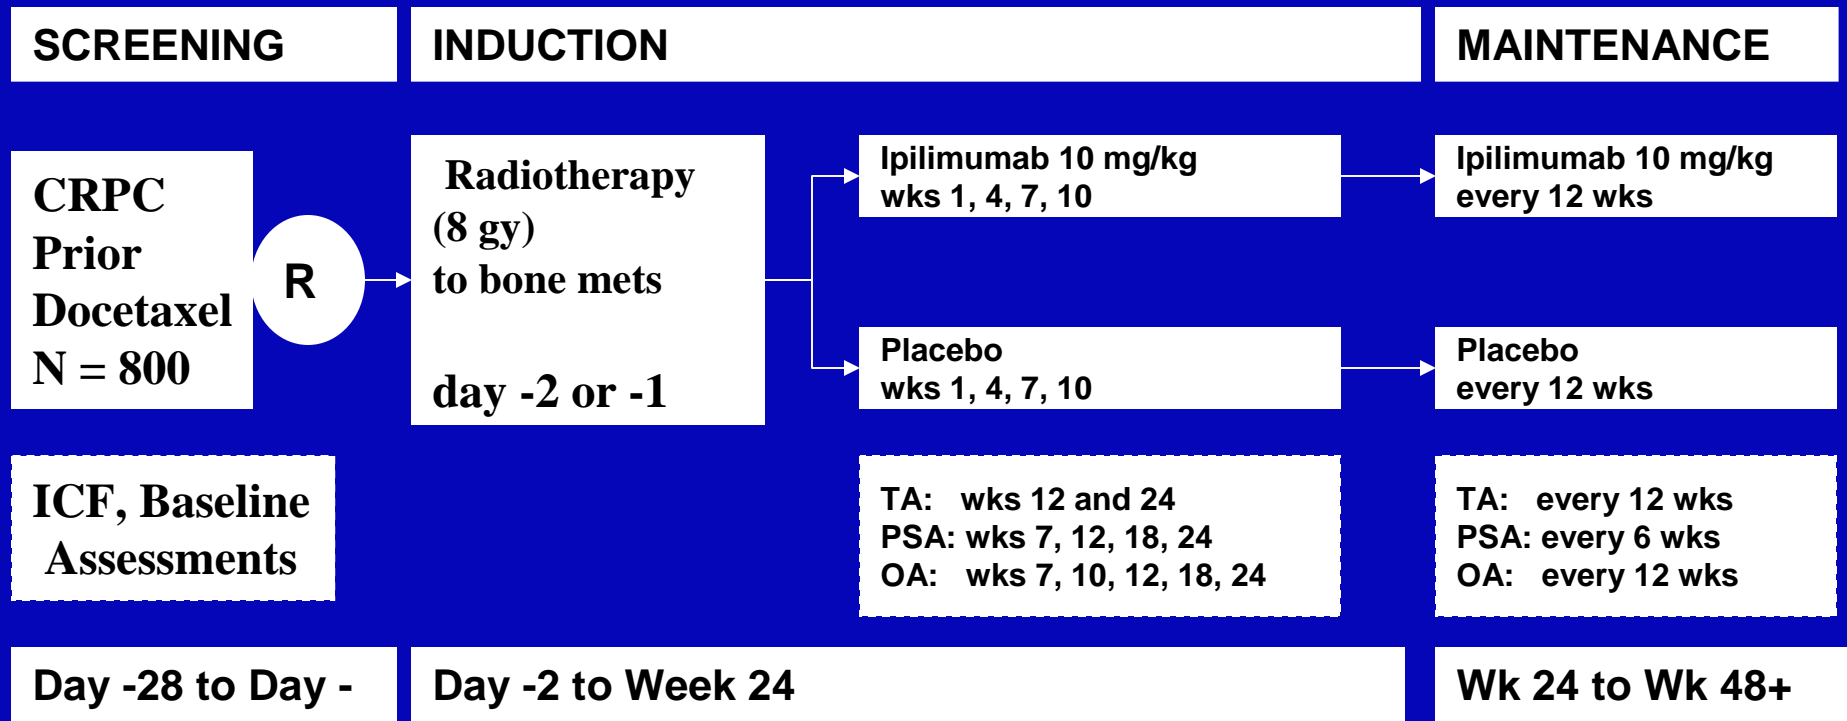 SCREENING
INDUCTION
MAINTENANCE
CRPC
Prior
Docetaxel
N = 800
R
Radiotherapy
(8 gy)
to bone mets
day -2 or -1
Ipilimumab 10 mg/kg
wks 1, 4, 7, 10
Ipilimumab 10 mg/kg
every 12 wks
Placebo
wks 1, 4, 7, 10
Placebo
every 12 wks
ICF, Baseline
Assessments
TA: wks 12 and 24
PSA: wks 7, 12, 18, 24
OA: wks 7, 10, 12, 18, 24
TA: every 12 wks
PSA: every 6 wks
OA: every 12 wks
Day -28 to Day -
Day -2 to Week 24
Wk 24 to Wk 48+